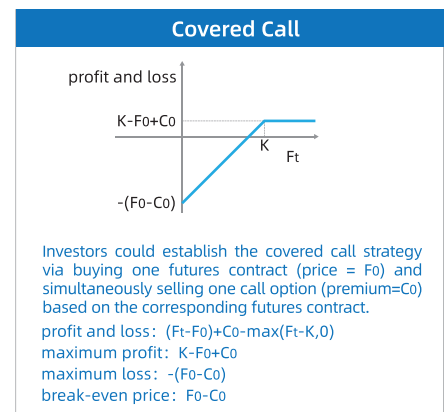 Covered Call
profit and loss
K-F0+C0
K
Ft
-(F0-C0)
Investors could establish the covered call strategy
via buying one futures contract (price = F0) and
simultaneously selling one call option (premium=C0)
based on the corresponding futures contract.
profit and loss: (Ft-F0)+C0-max(Ft-K,0)
maximum profit: K-F0+C0
maximum loss: -(F0-C0)
break-even price: F0-C0